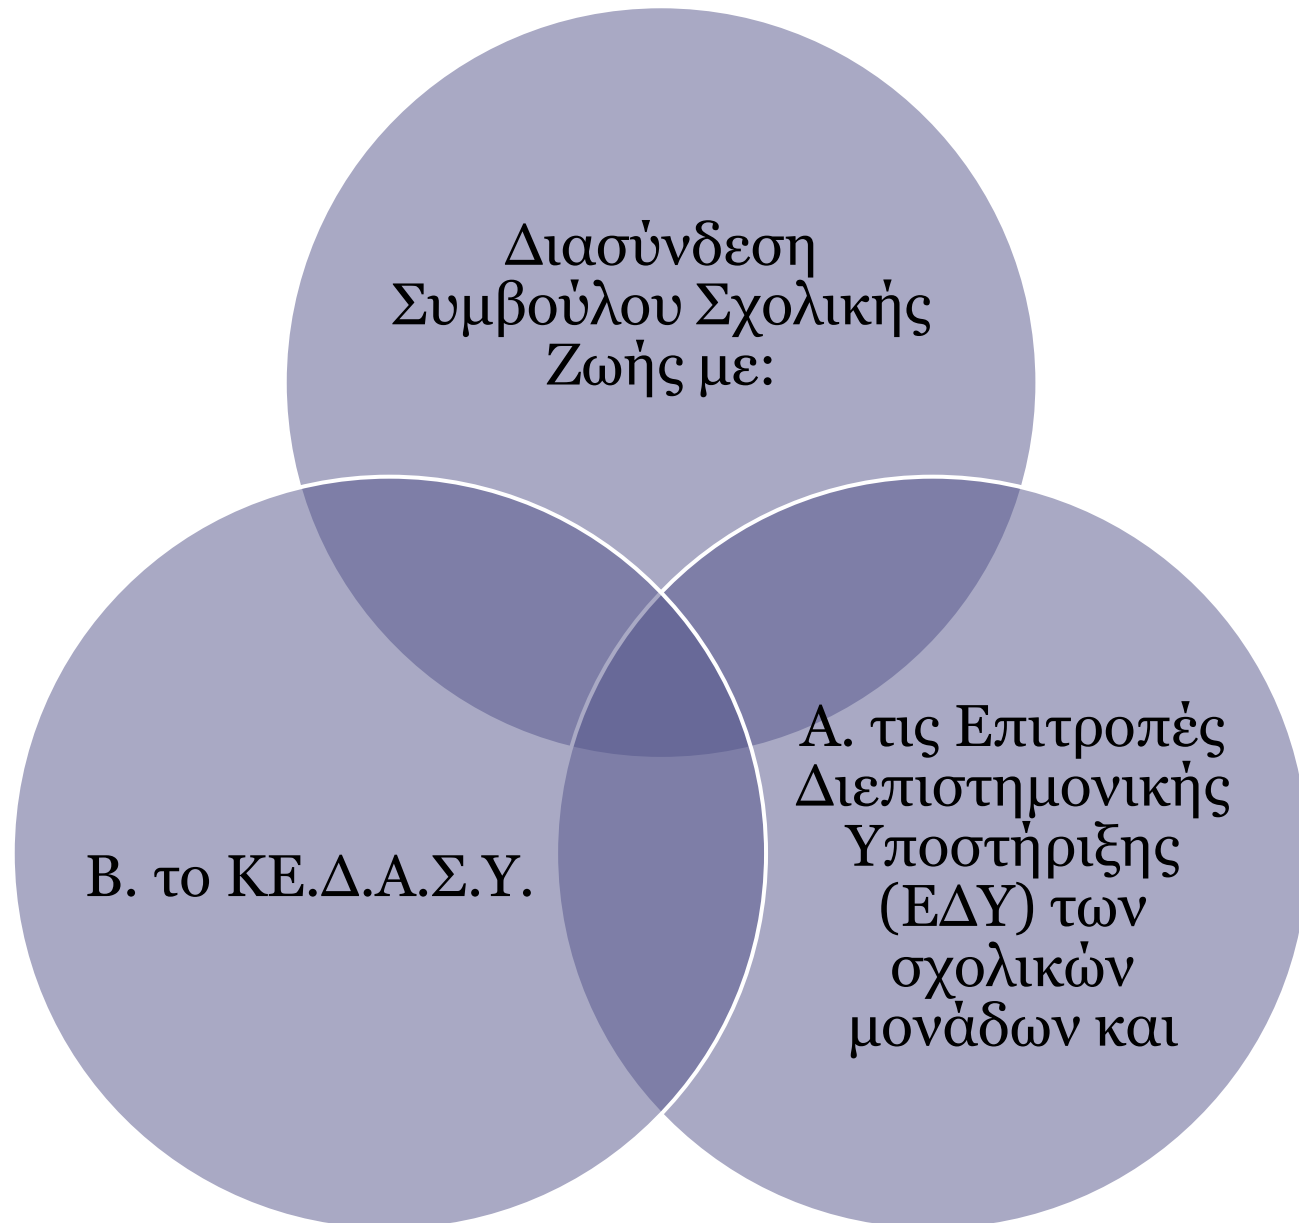 Διασύνδεση
Συμβούλου Σχολικής
Ζωής με:
Α. τις Επιτροπές
Διεπιστημονικής
Υποστήριξης
(ΕΔΥ) των
σχολικών
μονάδων και
Β. το ΚΕ.Δ.Α.Σ.Υ.